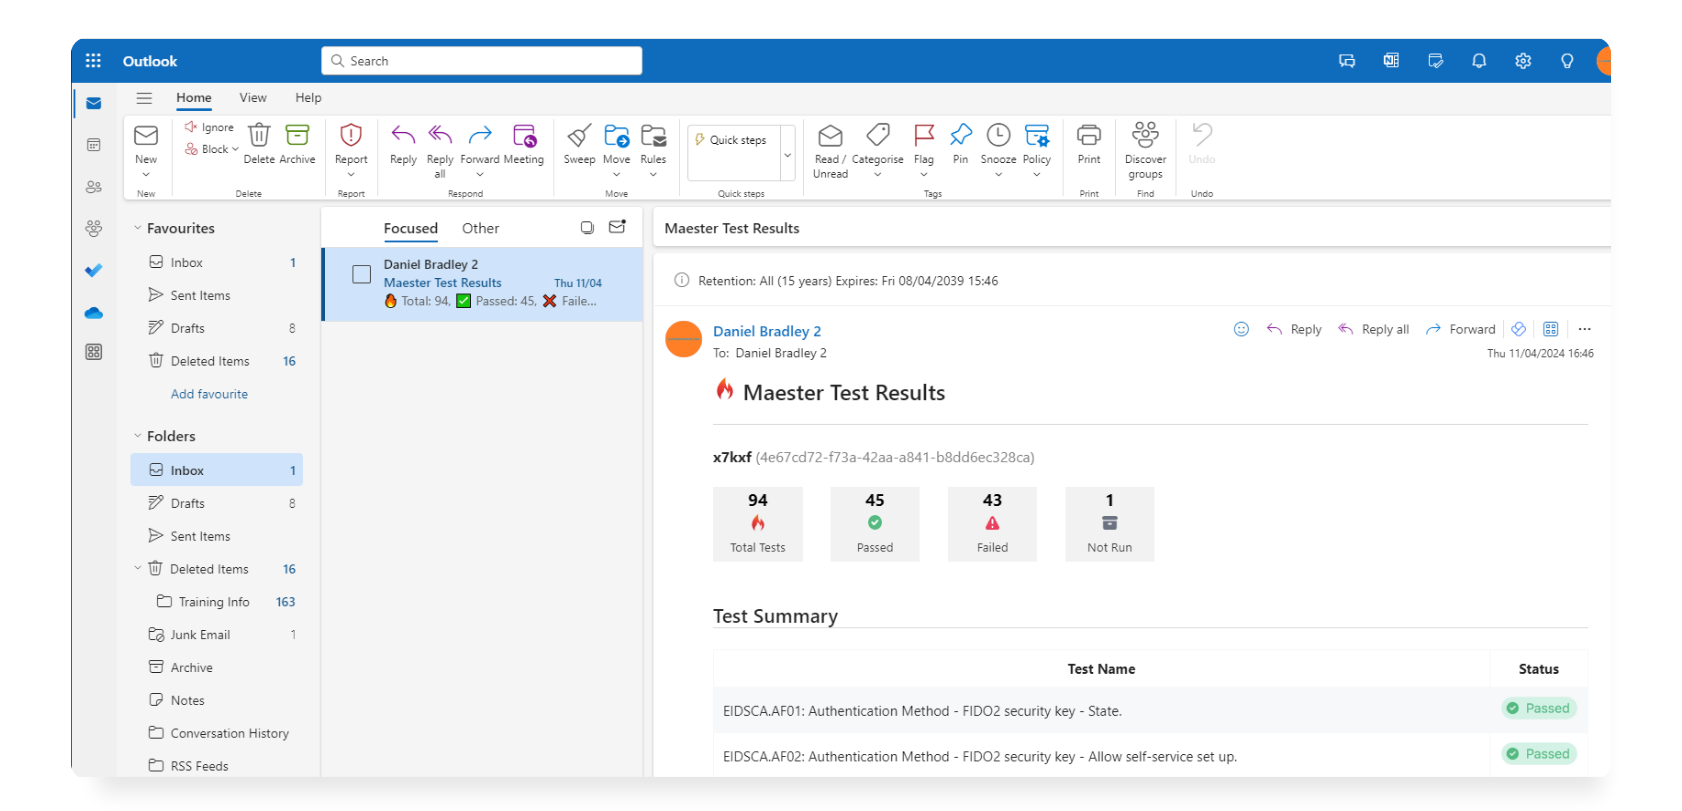 Outlook
Search
Home View Help
New
Ignore
Block
Delete Archive
Report
Reply Reply all Forward Meeting
Sweep Move Rules
Quick steps
Read / Unread Categorise Flag Pin Snooze Policy
Print
Discover groups
Undo
New Delete Report Respond Move Quick steps Tags Print Find Undo
Favourites
Inbox 1
Sent Items
Drafts 8
Deleted Items 16
Add favourite
Folders
Inbox 1
Drafts 8
Sent Items
Deleted Items 16
Training Info 163
Junk Email 1
Archive
Notes
Conversation History
RSS Feeds
Focused Other
Daniel Bradley 2
Maester Test Results Thu 11/04
Total: 94, Passed: 45, Faile...
Maester Test Results
Retention: All (15 years) Expires: Fri 08/04/2039 15:46
Daniel Bradley 2
To: Daniel Bradley 2
Reply Reply all Forward
Thu 11/04/2024 16:46
Maester Test Results
x7kxf (4e67cd72-f73a-42aa-a841-b8dd6ec328ca)
94 45 43 1
Total Tests Passed Failed Not Run
Test Summary
Test Name Status
EIDSCA.AF01: Authentication Method - FIDO2 security key - State. Passed
EIDSCA.AF02: Authentication Method - FIDO2 security key - Allow self-service set up. Passed